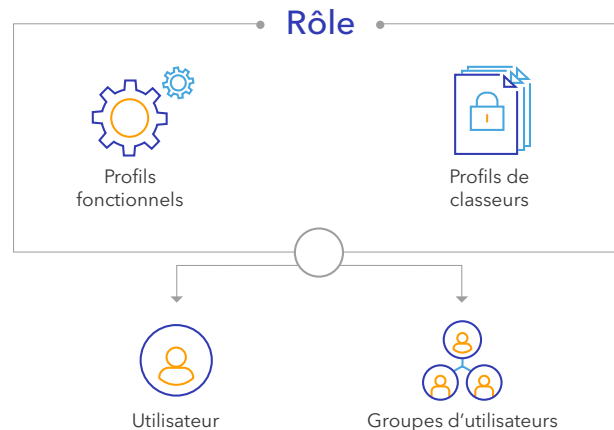 Rôle
Profils
fonctionnels
Profils de
classeurs
Utilisateur
Groupes d’utilisateurs